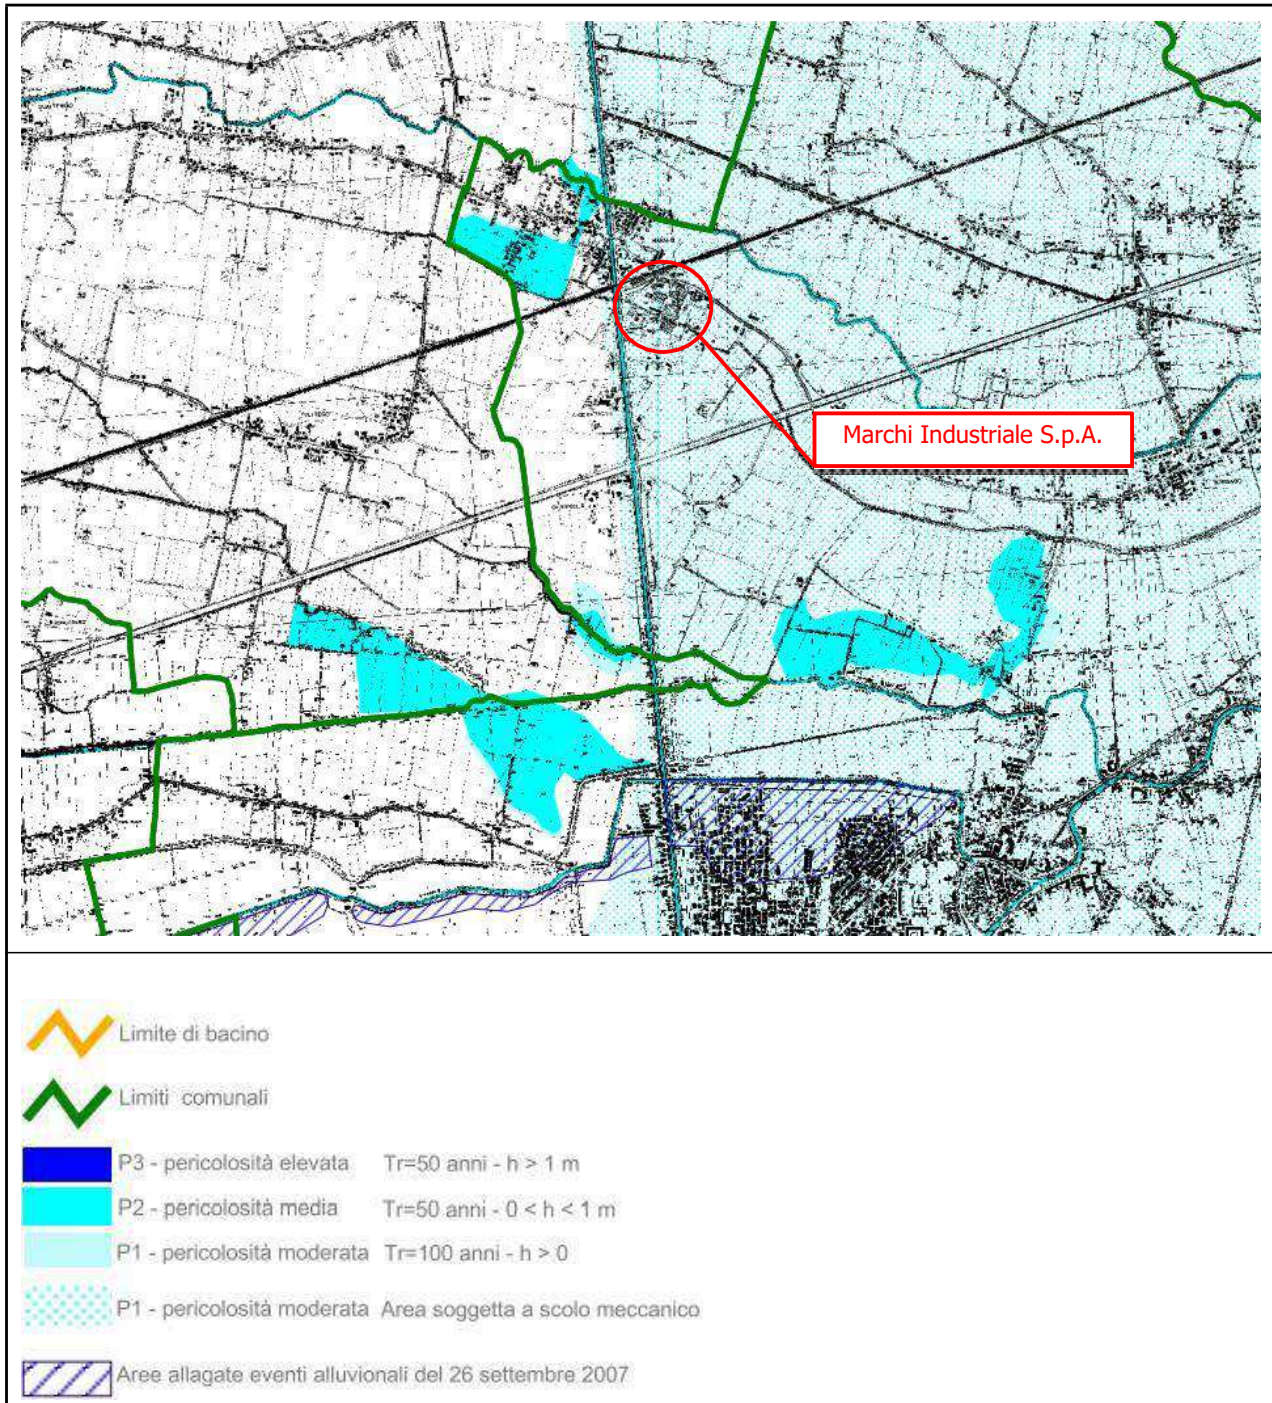 Marchi Industriale S.p.A.
Limite di bacino
Limiti comunali
P3 - pericolosità elevata Tr=50 anni - h > 1 m
P2 - pericolosità media Tr=50 anni - 0 < h < 1 m
P1 - pericolosità moderata Tr=100 anni - h > 0
P1 - pericolosità moderata Area soggetta a scolo meccanico
Aree allagate eventi alluvionali del 26 settembre 2007